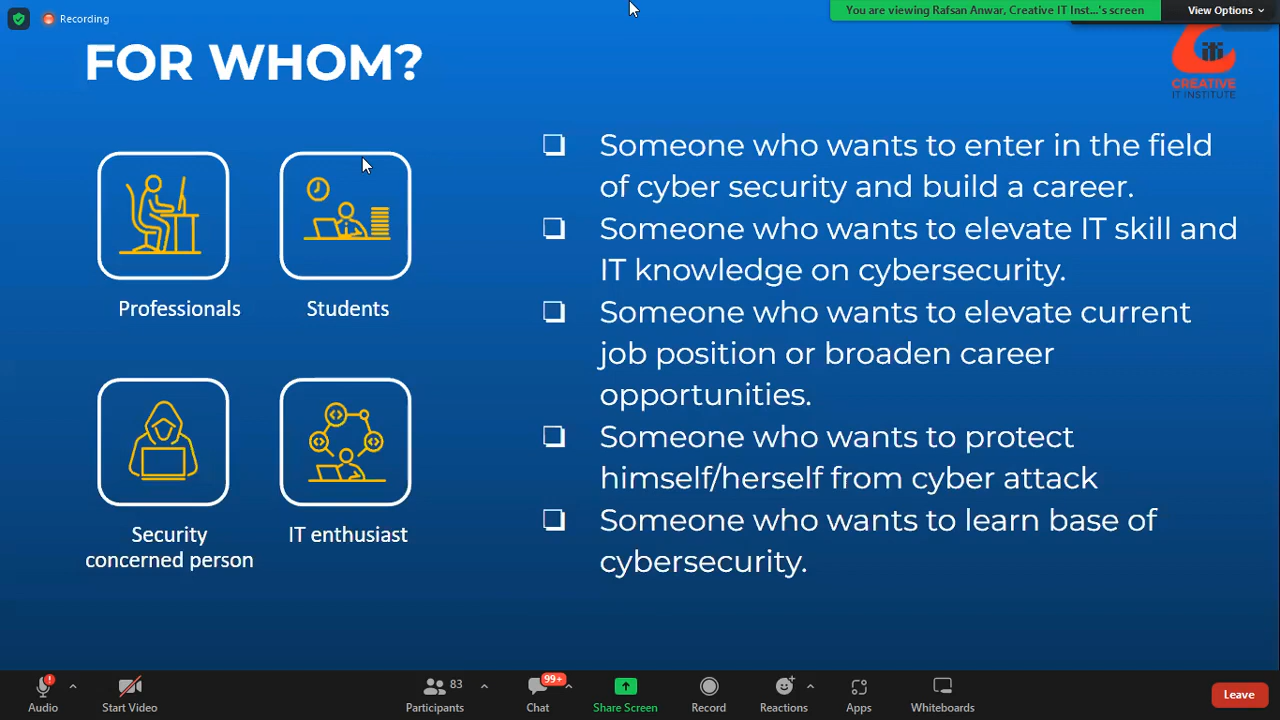 Recording
You are viewing Rafsan Anwar, Creative IT Inst...'s screen
View Options
FOR WHOM?
iti
CREATIVE
IT INSTITUTE
Professionals
Students
Security
concerned person
IT enthusiast
❏ Someone who wants to enter in the field
of cyber security and build a career.
❏ Someone who wants to elevate IT skill and
IT knowledge on cybersecurity.
❏ Someone who wants to elevate current
job position or broaden career
opportunities.
❏ Someone who wants to protect
himself/herself from cyber attack
❏ Someone who wants to learn base of
cybersecurity.
Audio
Start Video
83
Participants
99+
Chat
Share Screen
Record
Reactions
Apps
Whiteboards
Leave